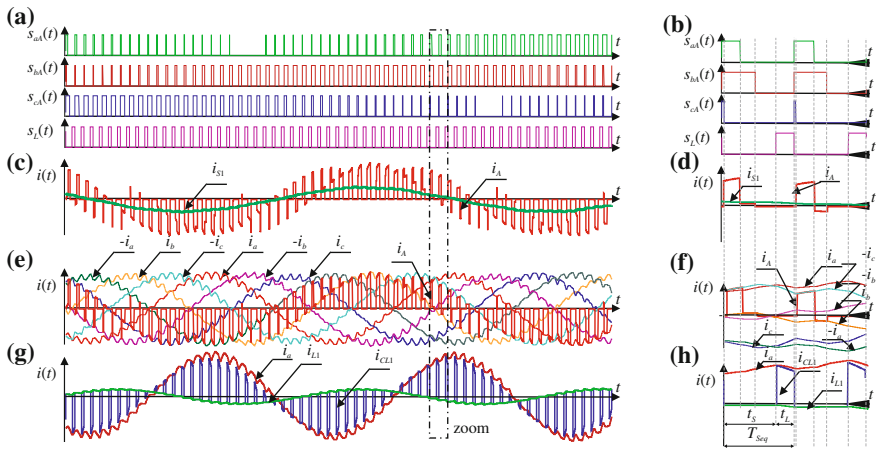 (a)
s_aA(t)
t
s_bA(t)
t
s_cA(t)
t
s_L(t)
t
(c)
i(t)
i_S1
i_A
t
(e)
-i_a
i_b
-i_c
i_a
-i_b
i_c
i_A
i(t)
t
(g)
i(t)
i_a
i_L1
i_CL1
t
zoom
(b)
s_aA(t)
t
s_bA(t)
t
s_cA(t)
t
s_L(t)
t
(d)
i(t)
i_S1
i_A
t
(f)
i(t)
i_A
i_a
-i_c
-i_b
i_b
t
i_c
-i_a
(h)
i(t)
i_a
i_CL1
i_L1
t
t_S
t_L
T_Seq